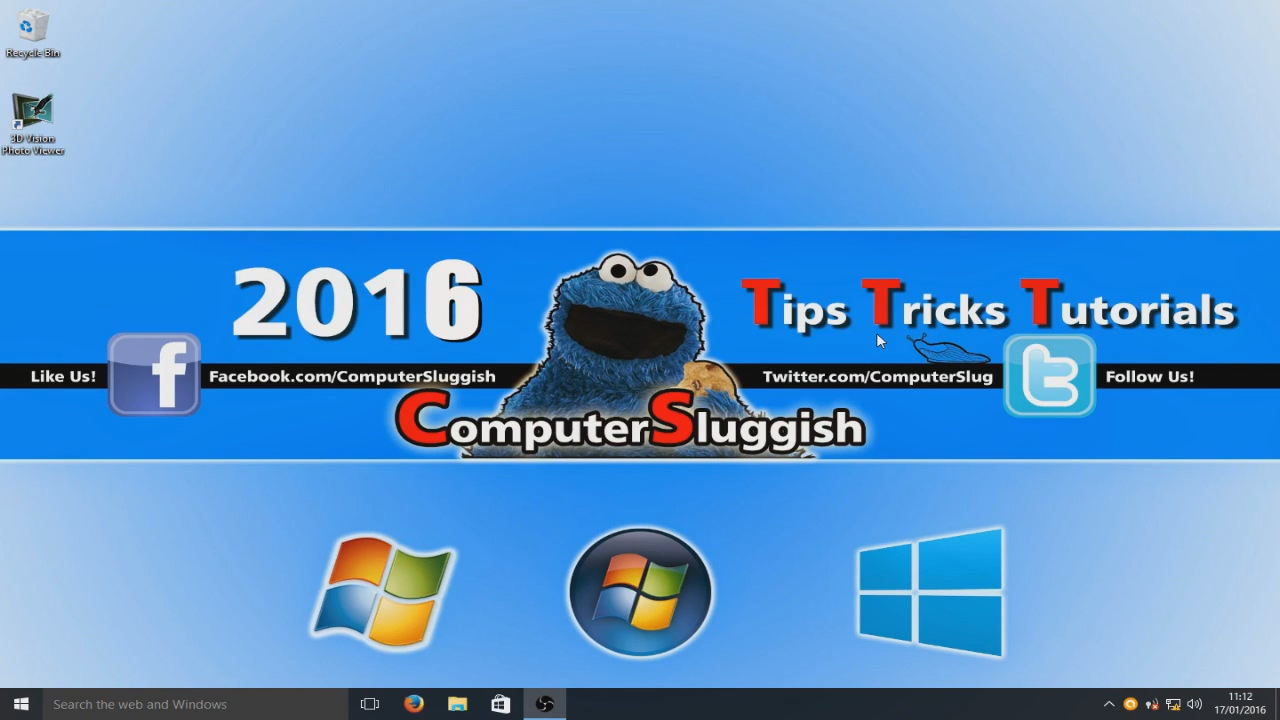 Recycle Bin
3D Vision
Photo Viewer
2016
Tips Tricks Tutorials
Like Us!
f
Facebook.com/ComputerSluggish
Twitter.com/ComputerSlug
t
Follow Us!
ComputerSluggish
Search the web and Windows
11:12
17/01/2016